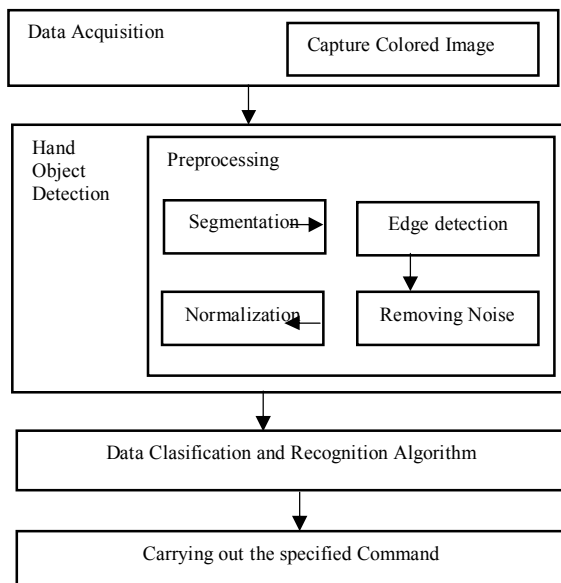 Data Acquisition
Capture Colored Image
Hand
Object
Detection
Preprocessing
Segmentation
Edge detection
Normalization
Removing Noise
Data Clasification and Recognition Algorithm
Carrying out the specified Command